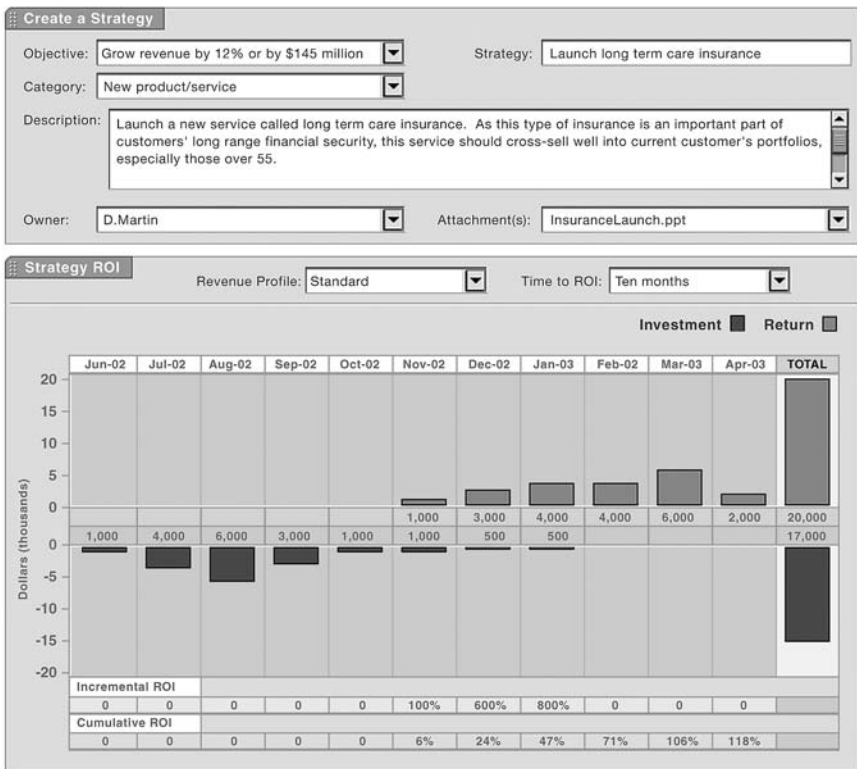 Create a Strategy
Objective: Grow revenue by 12% or by $145 million Strategy: Launch long term care insurance
Category: New product/service
Description: Launch a new service called long term care insurance. As this type of insurance is an important part of
customers' long range financial security, this service should cross-sell well into current customer's portfolios,
especially those over 55.
Owner: D.Martin Attachment(s): InsuranceLaunch.ppt
Strategy ROI
Revenue Profile: Standard Time to ROI: Ten months
Investment Return
Jun-02 Jul-02 Aug-02 Sep-02 Oct-02 Nov-02 Dec-02 Jan-03 Feb-02 Mar-03 Apr-03 TOTAL
20
15
10
5
0
1,000 3,000 4,000 4,000 6,000 2,000 20,000
1,000 4,000 6,000 3,000 1,000 1,000 500 500 17,000
0
-5
-10
-15
-20
Dollars (thousands)
Incremental ROI
0 0 0 0 0 100% 600% 800% 0 0 0
Cumulative ROI
0 0 0 0 0 6% 24% 47% 71% 106% 118%